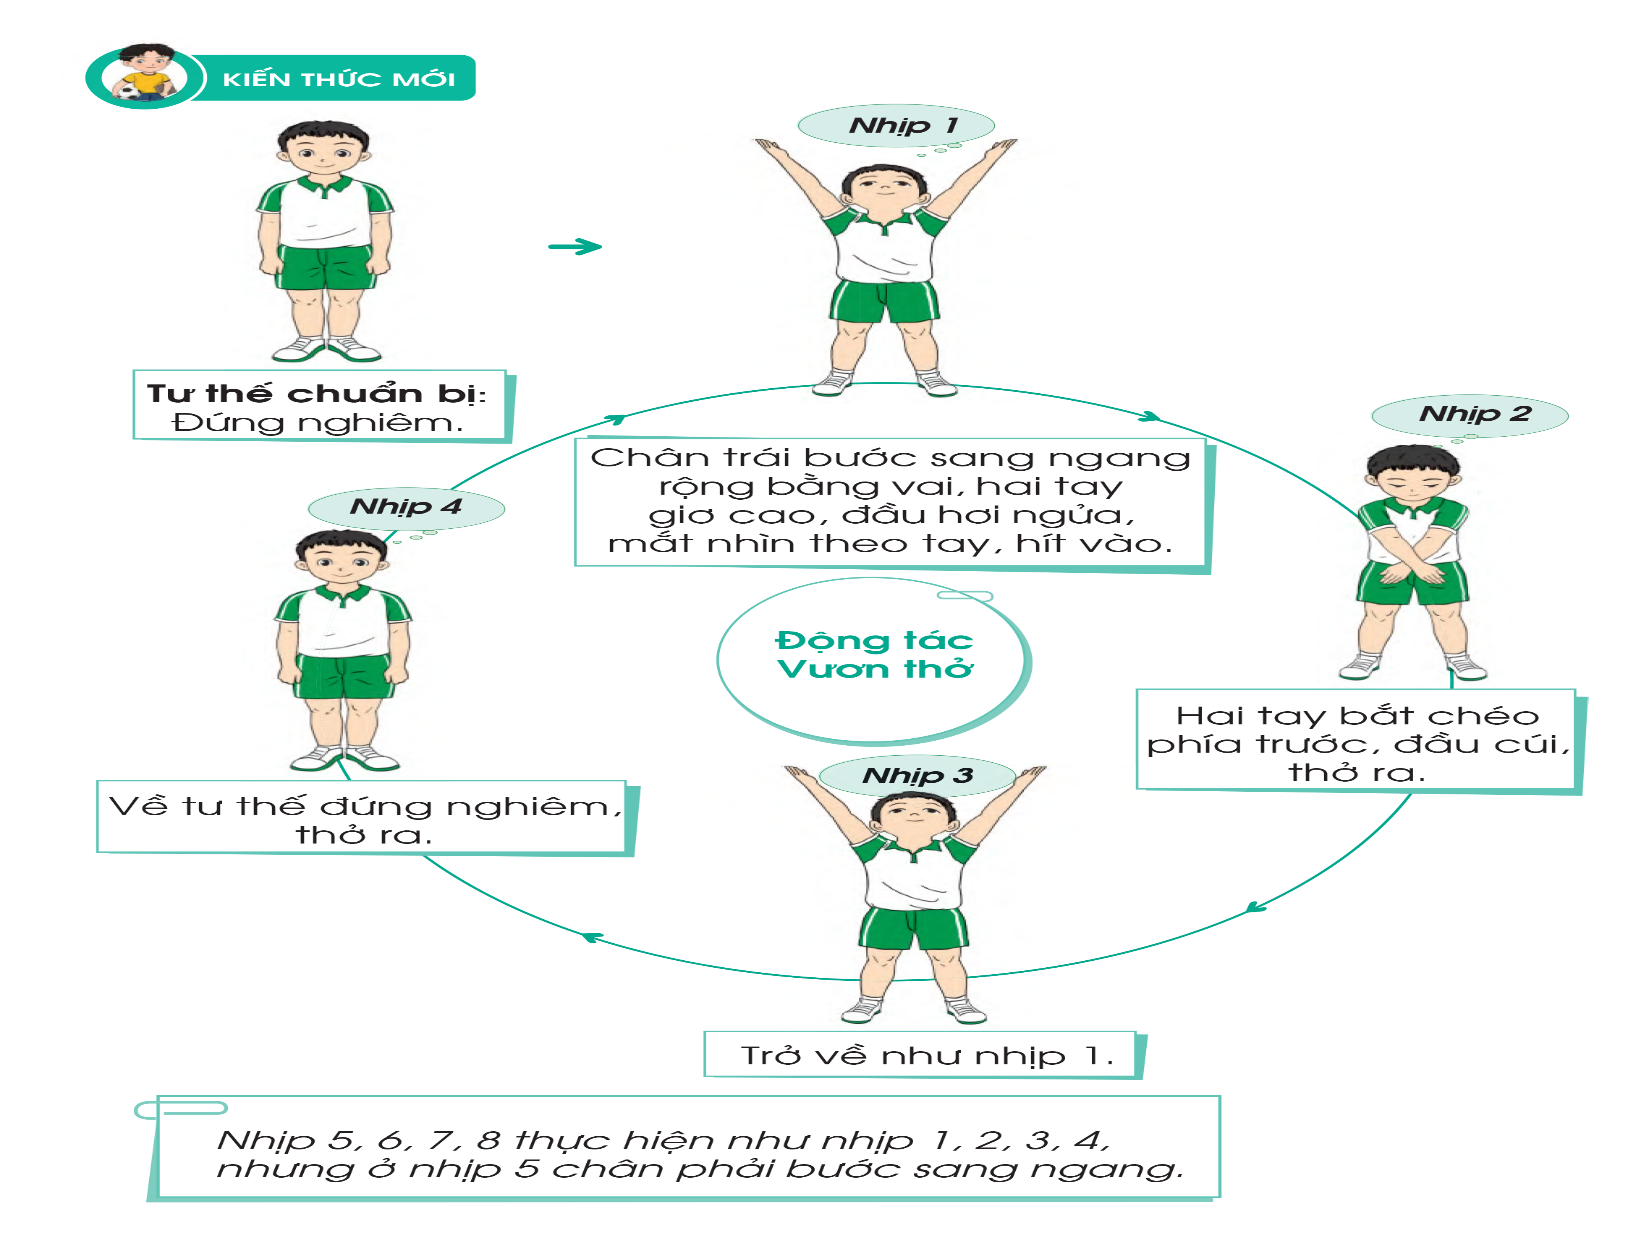 KIẾN THỨC MỚI
Tư thế chuẩn bị:
Đứng nghiêm.
Nhịp 1
Chân trái bước sang ngang
rộng bằng vai, hai tay
giơ cao, đầu hơi ngửa,
mắt nhìn theo tay, hít vào.
Nhịp 2
Hai tay bắt chéo
phía trước, đầu cúi,
thở ra.
Nhịp 3
Trở về như nhịp 1.
Nhịp 4
Về tư thế đứng nghiêm,
thở ra.
Động tác
Vươn thở
Nhịp 5, 6, 7, 8 thực hiện như nhịp 1, 2, 3, 4,
nhưng ở nhịp 5 chân phải bước sang ngang.